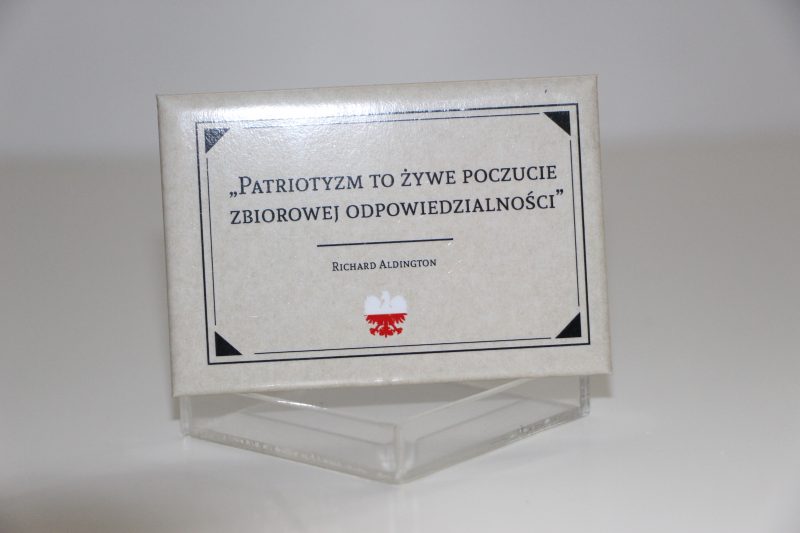 „Patriotyzm to żywe poczucie
zbiorowej odpowiedzialności”
Richard Aldington